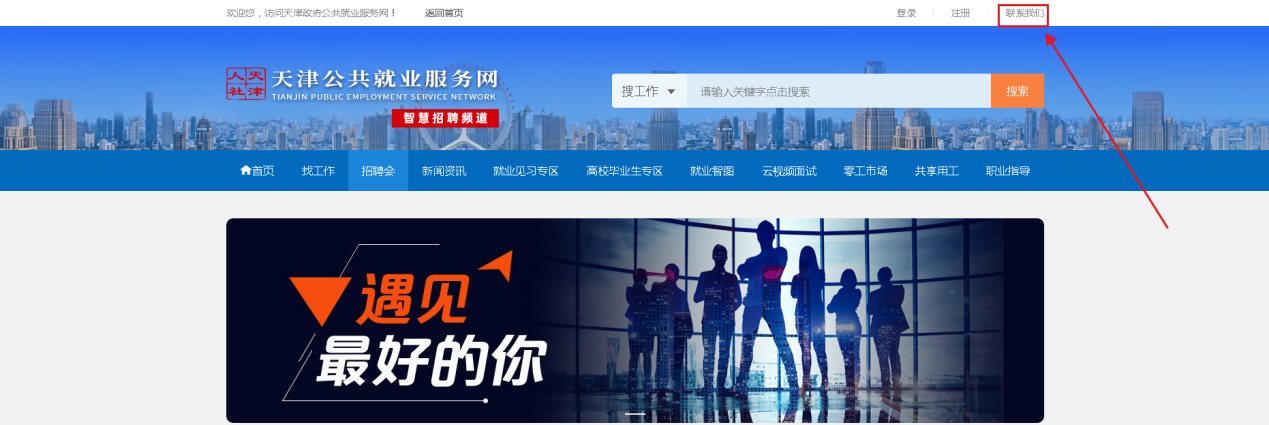 欢迎您，访问天津政府公共就业服务网！ 返回首页 登录 注册 联系我们
人社 天津 天津公共就业服务网
TIANJIN PUBLIC EMPLOYMENT SERVICE NETWORK
智慧招聘频道
搜工作 请输入关键字点击搜索 搜索
首页 找工作 招聘会 新闻资讯 就业见习专区 高校毕业生专区 就业智图 云视频面试 零工市场 共享用工 职业指导
遇见
最好的你